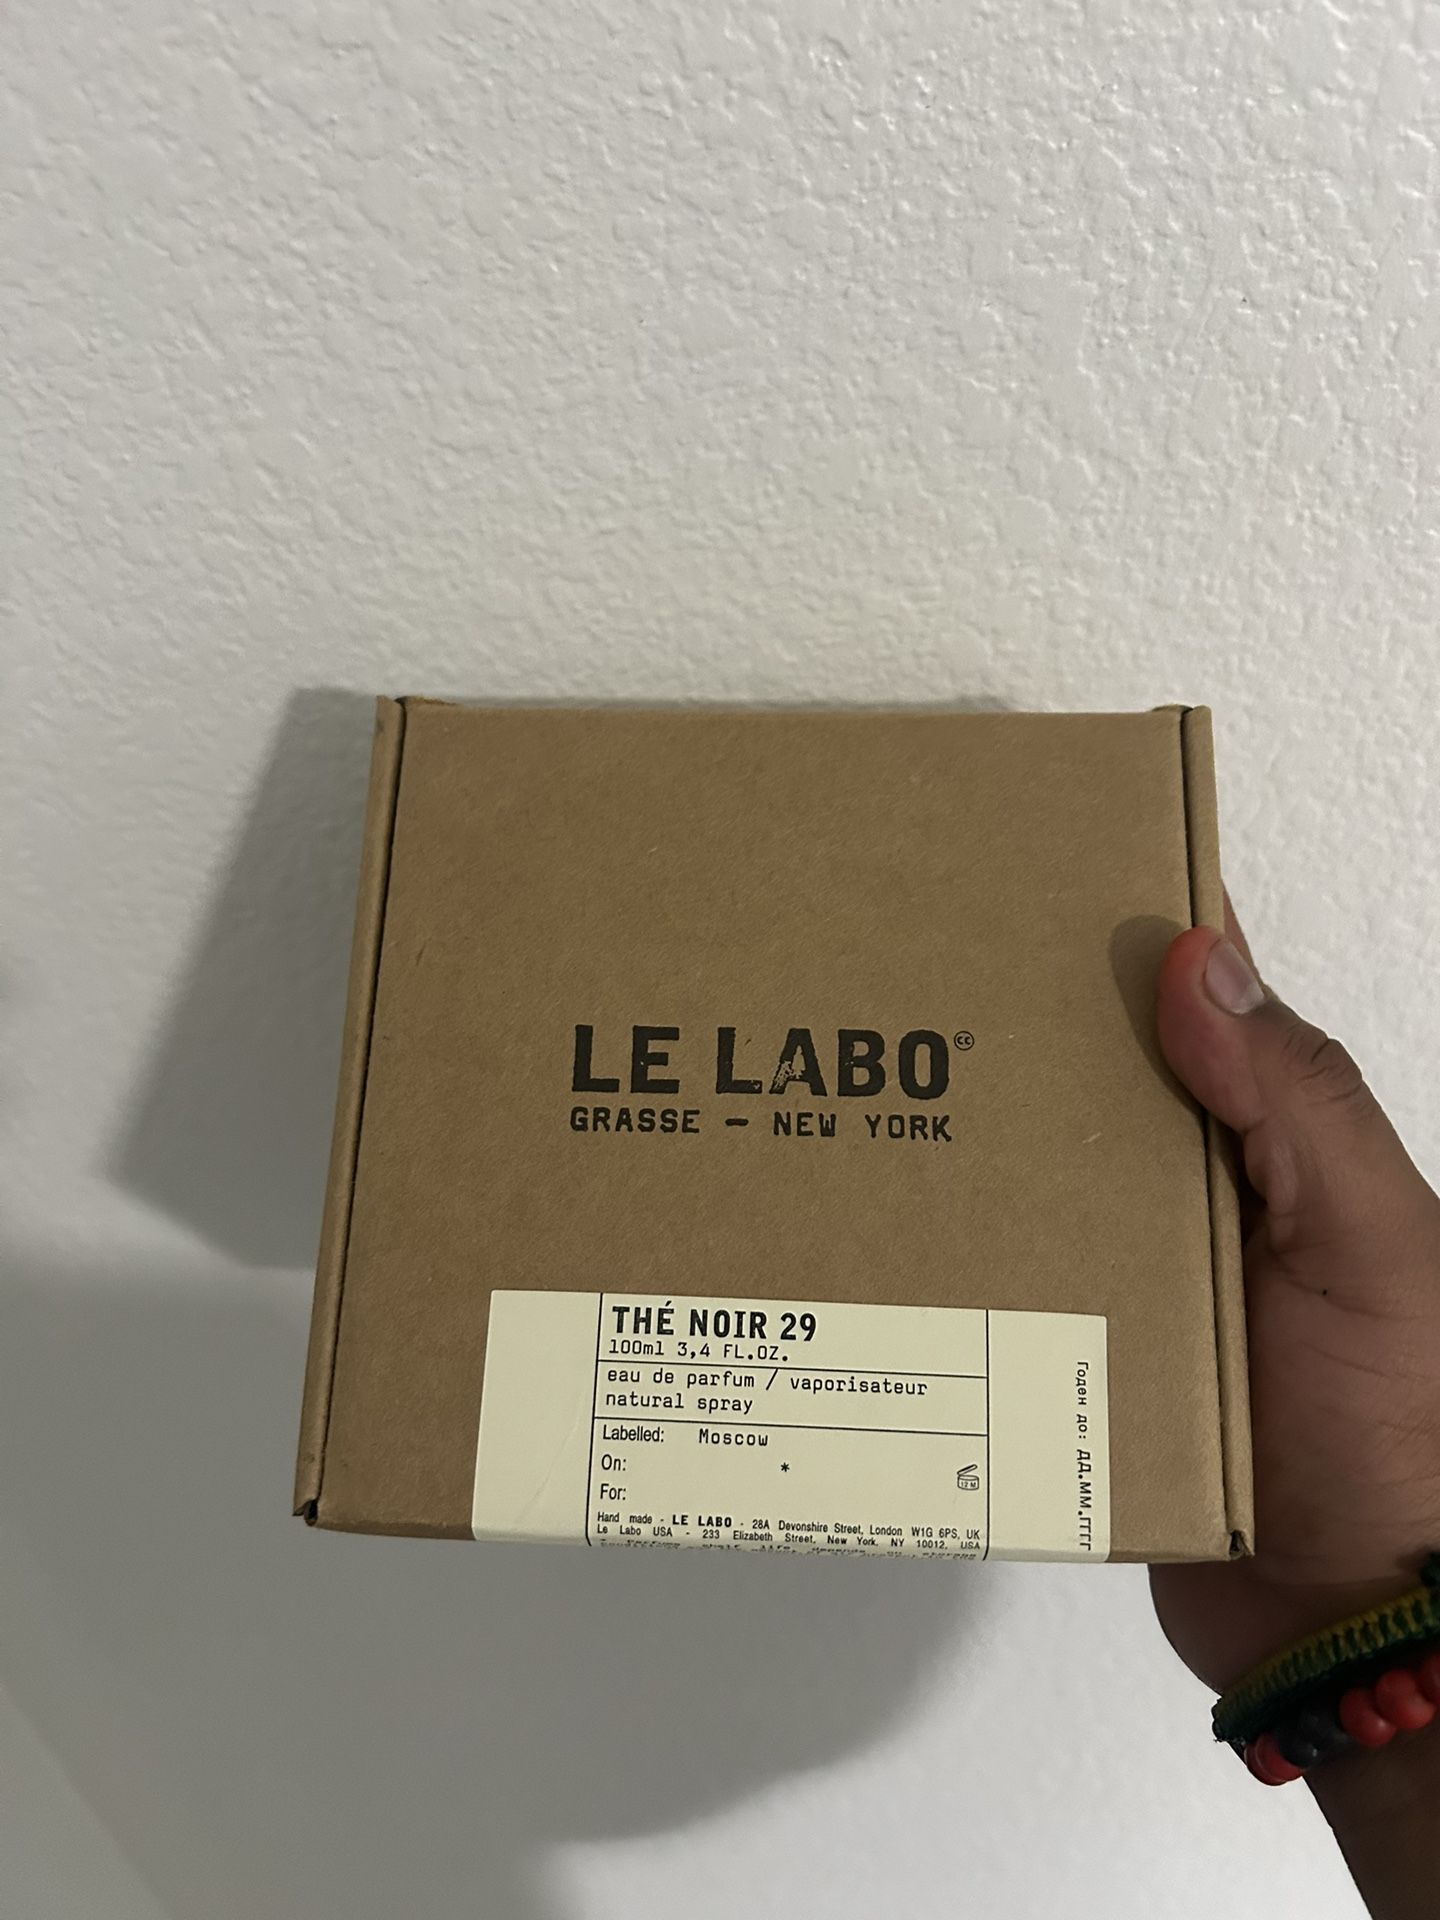 LE LABO
GRASSE – NEW YORK
THÉ NOIR 29
100ml 3,4 FL.OZ.
eau de parfum / vaporisateur
natural spray
Labelled: Moscow
On: *
12 M
For:
Hand made - LE LABO - 28A Devonshire Street, London W1G 6PS, UK
Le Labo USA - 233 Elizabeth Street, New York, NY 10012, USA
Годен до: ДД.ММ.ГГГГ